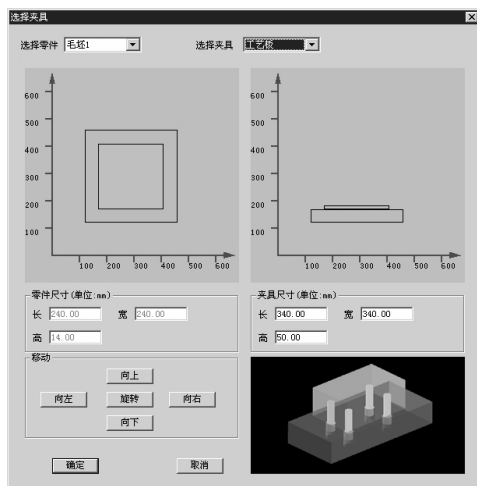 选择夹具
选择零件 毛坯1 选择夹具 工艺板
600 600
500 500
400 400
300 300
200 200
100 100
100 200 300 400 500 600 100 200 300 400 500 600
零件尺寸(单位:mm) 夹具尺寸(单位:mm)
长 240.00 宽 240.00 长 340.00 宽 340.00
高 14.00 高 50.00
移动
向上
向左 旋转 向右
向下
确定 取消